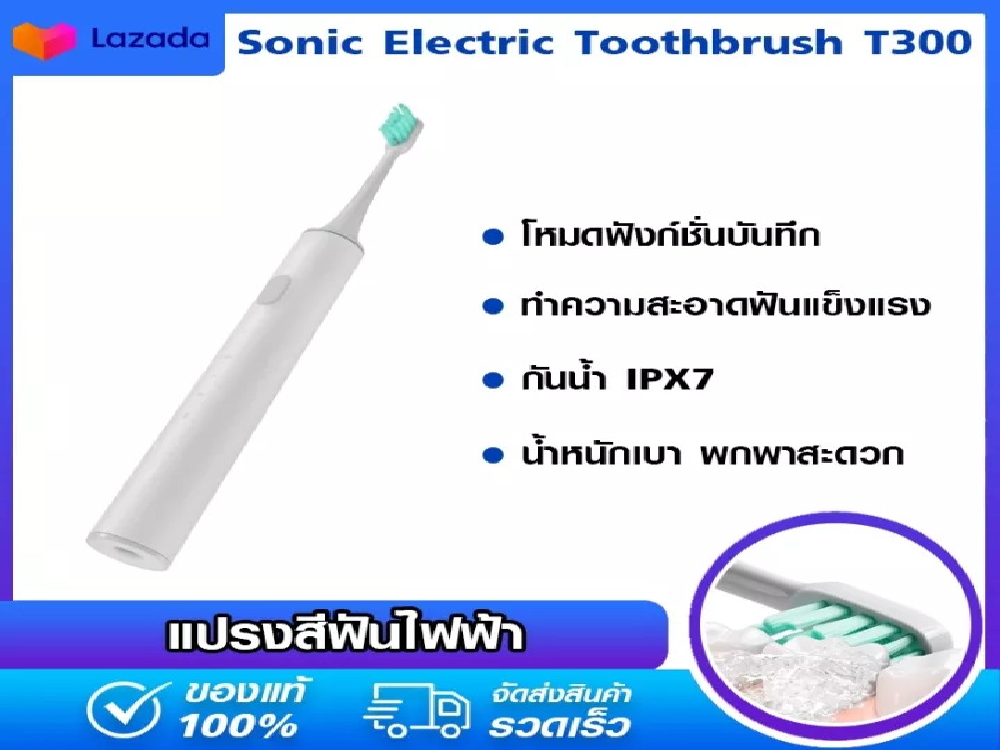 Lazada
Sonic Electric Toothbrush T300
โหมดฟังก์ชั่นบันทึก
ทำความสะอาดฟันแข็งแรง
กันน้ำ IPX7
น้ำหนักเบา พกพาสะดวก
แปรงสีฟันไฟฟ้า
ของแท้
100%
จัดส่งสินค้า
รวดเร็ว